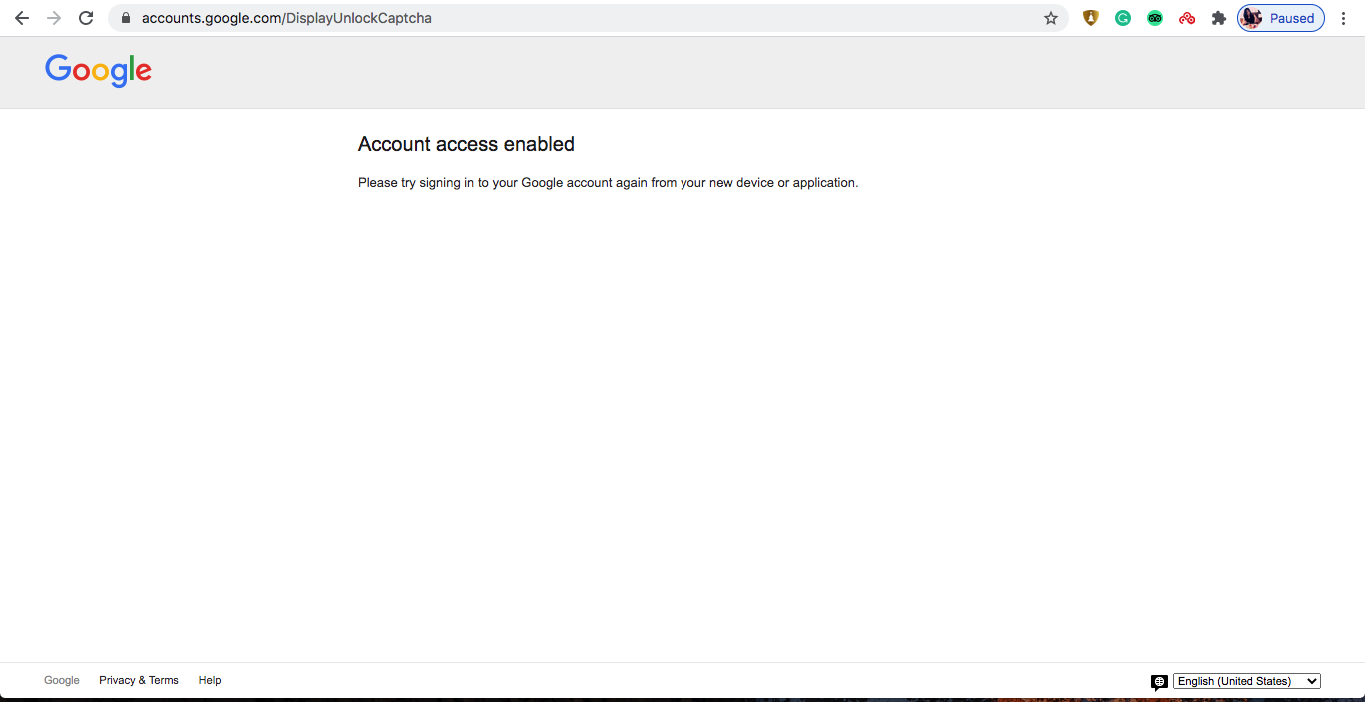 accounts.google.com/DisplayUnlockCaptcha
Paused
Google
Account access enabled
Please try signing in to your Google account again from your new device or application.
Google Privacy & Terms Help
English (United States)